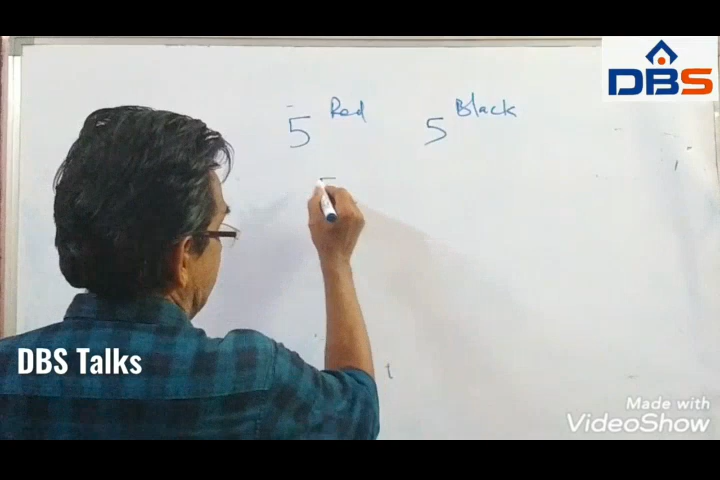 DBS
Red Black
5 5
DBS Talks
Made with
VideoShow